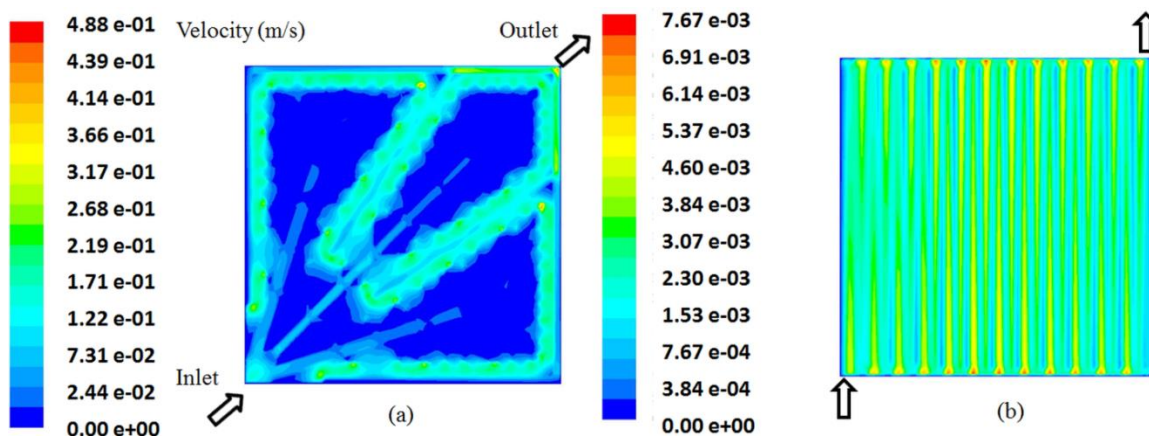 4.88 e-01
4.39 e-01
4.14 e-01
3.66 e-01
3.17 e-01
2.68 e-01
2.19 e-01
1.71 e-01
1.22 e-01
7.31 e-02
2.44 e-02
0.00 e+00
Velocity (m/s)
Outlet
Inlet
(a)
7.67 e-03
6.91 e-03
6.14 e-03
5.37 e-03
4.60 e-03
3.84 e-03
3.07 e-03
2.30 e-03
1.53 e-03
7.67 e-04
3.84 e-04
0.00 e+00
(b)